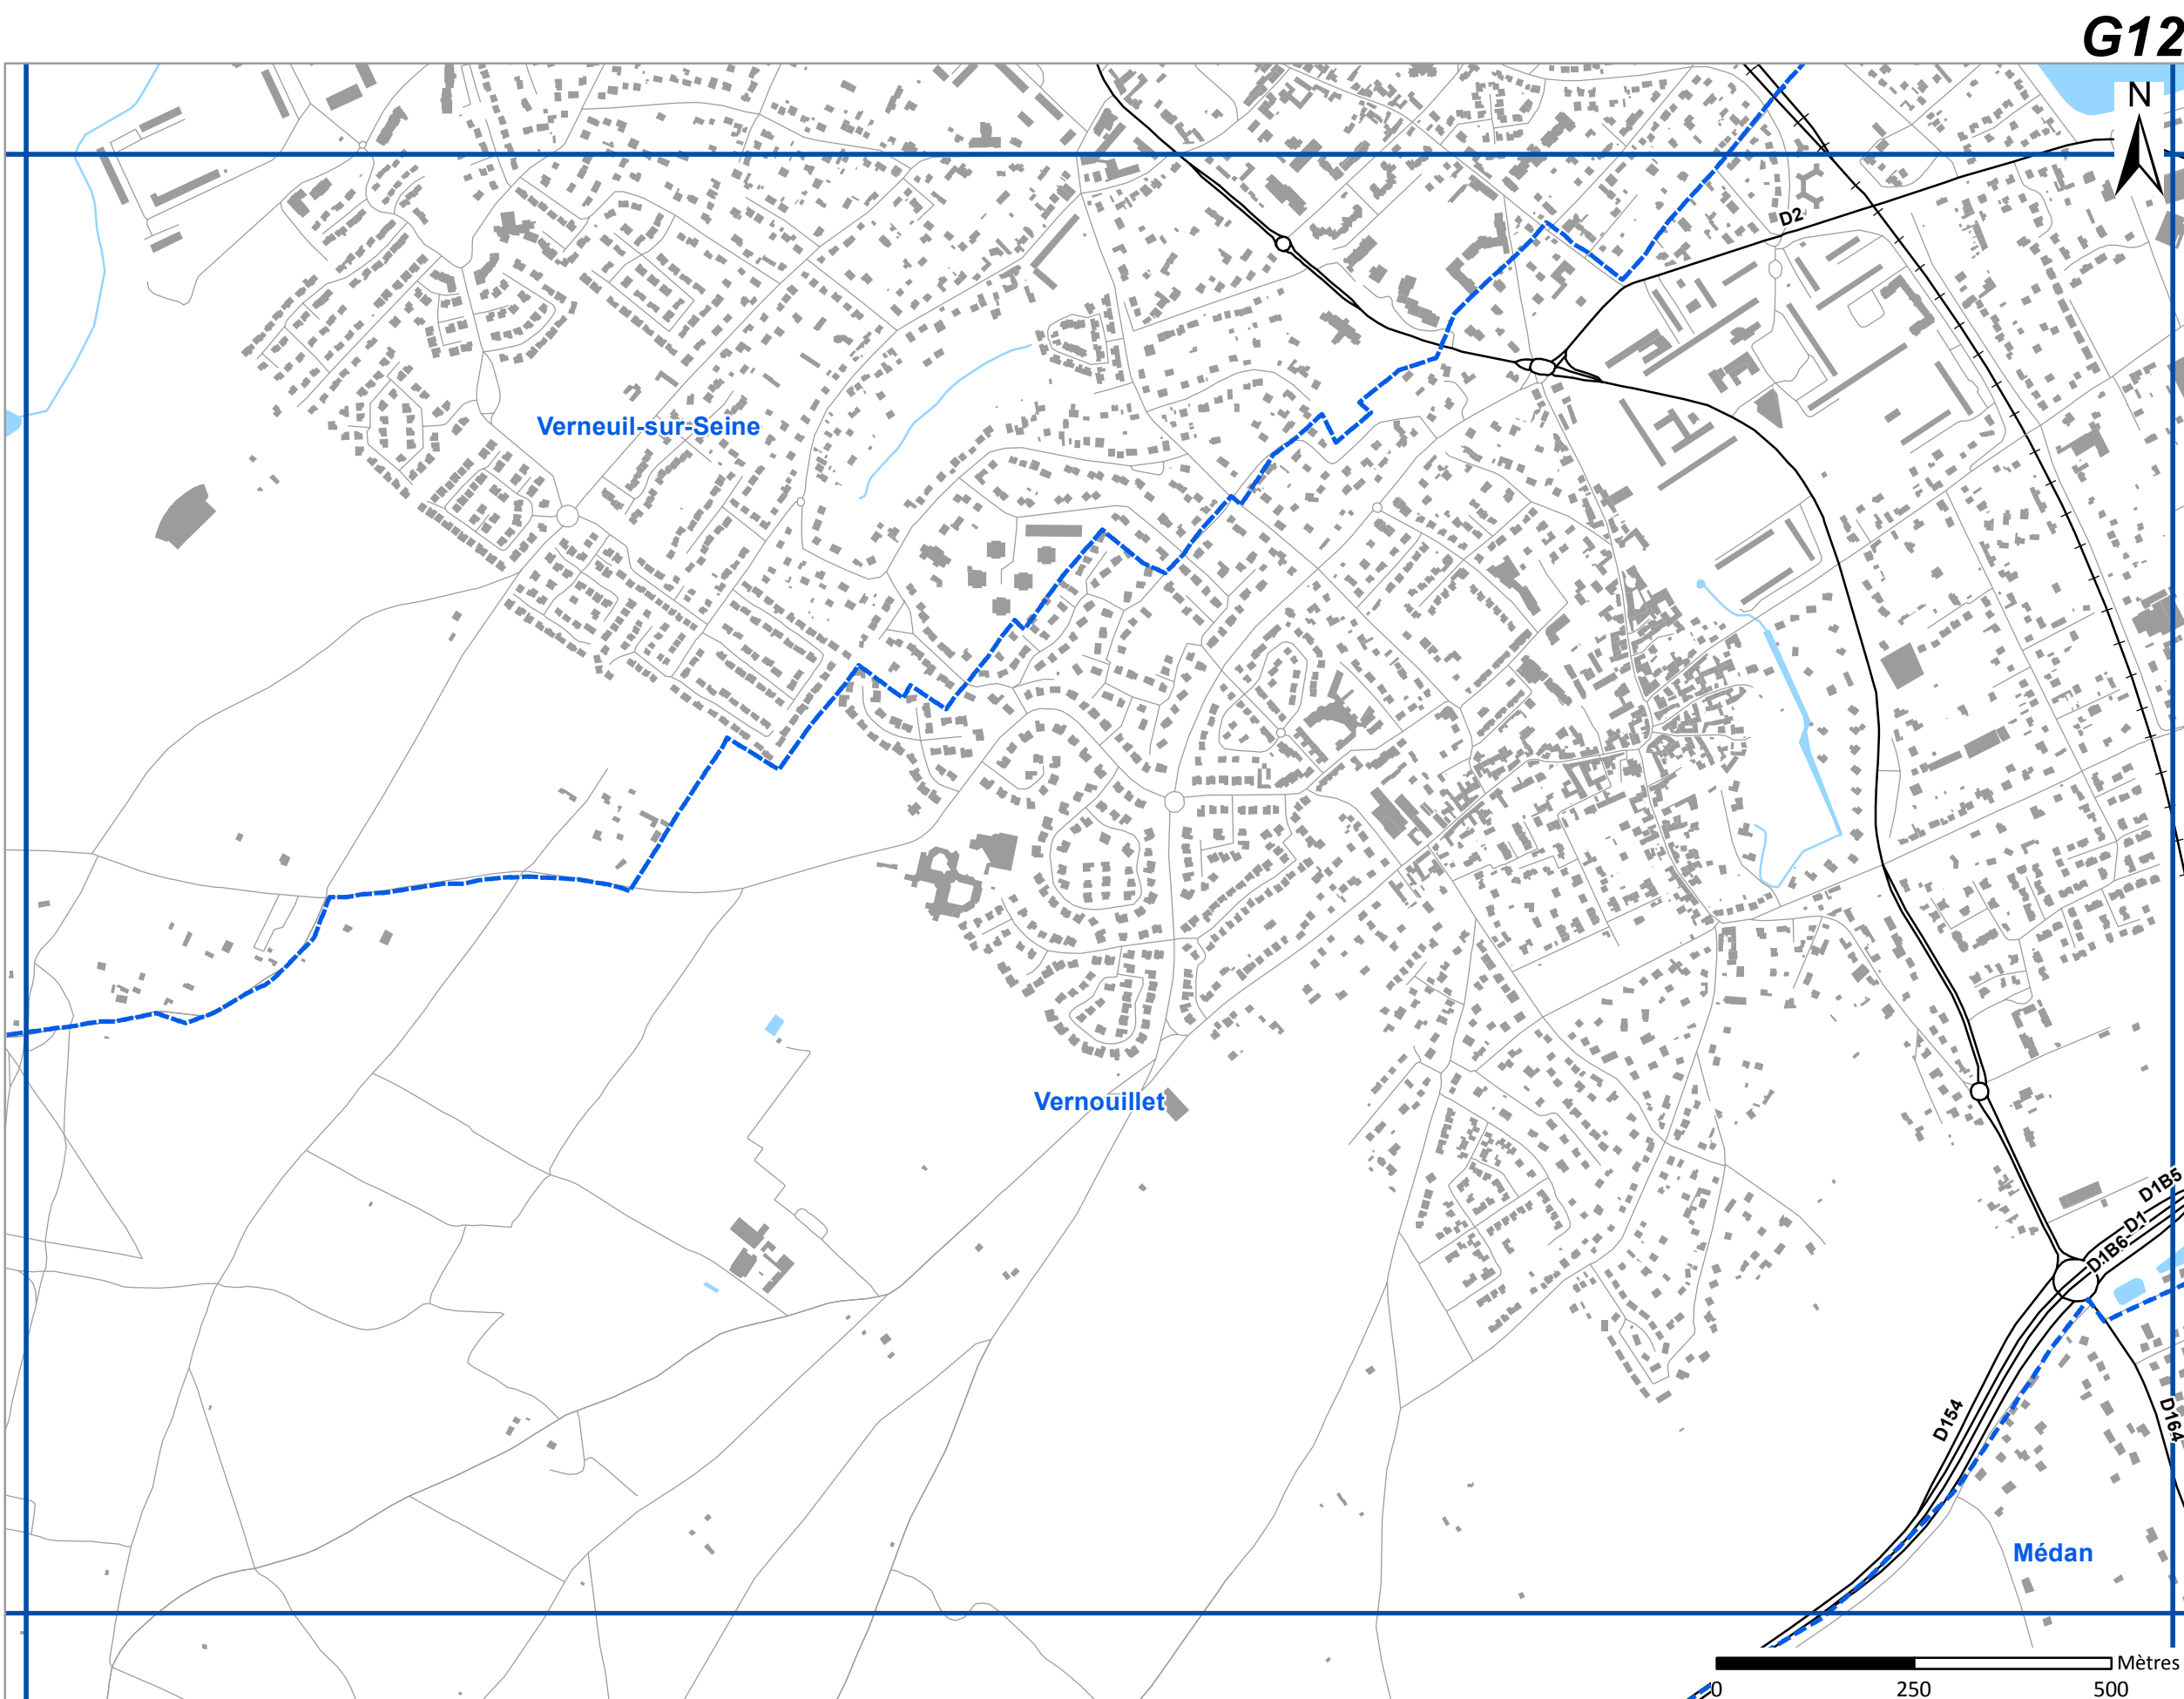 G12
N
D2
Verneuil-sur-Seine
Vernouillet
D1B5
D1
D1B6
D154
D164
Médan
Mètres
0 250 500